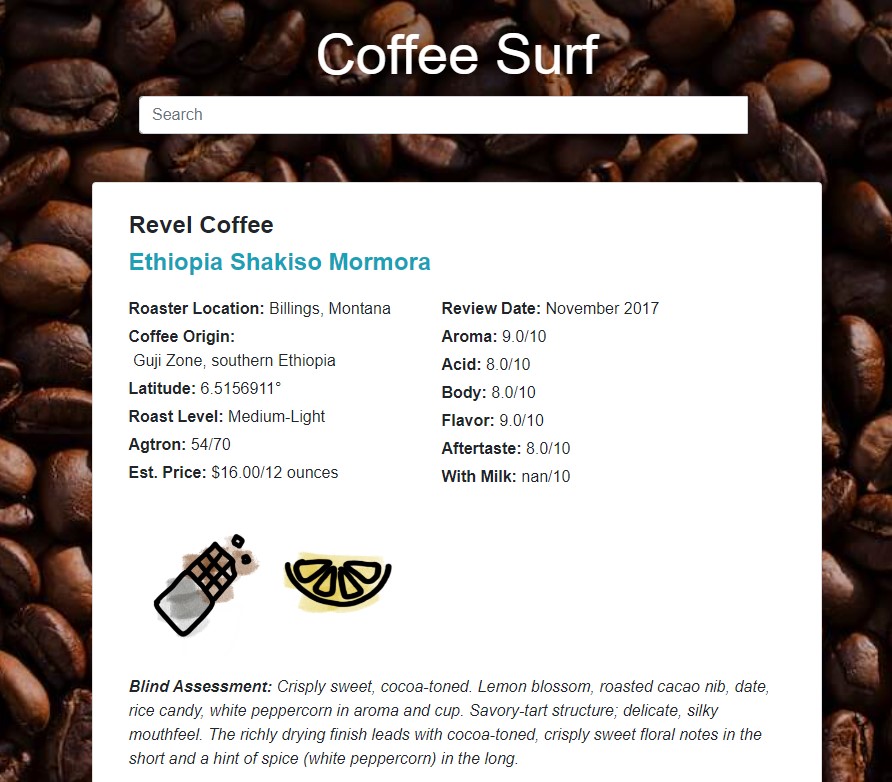 Coffee Surf
Search
Revel Coffee
Ethiopia Shakiso Mormora
Roaster Location: Billings, Montana
Coffee Origin:
Guji Zone, southern Ethiopia
Latitude: 6.5156911°
Roast Level: Medium-Light
Agtron: 54/70
Est. Price: $16.00/12 ounces
Review Date: November 2017
Aroma: 9.0/10
Acid: 8.0/10
Body: 8.0/10
Flavor: 9.0/10
Aftertaste: 8.0/10
With Milk: nan/10
Blind Assessment: Crisply sweet, cocoa-toned. Lemon blossom, roasted cacao nib, date,
rice candy, white peppercorn in aroma and cup. Savory-tart structure; delicate, silky
mouthfeel. The richly drying finish leads with cocoa-toned, crisply sweet floral notes in the
short and a hint of spice (white peppercorn) in the long.